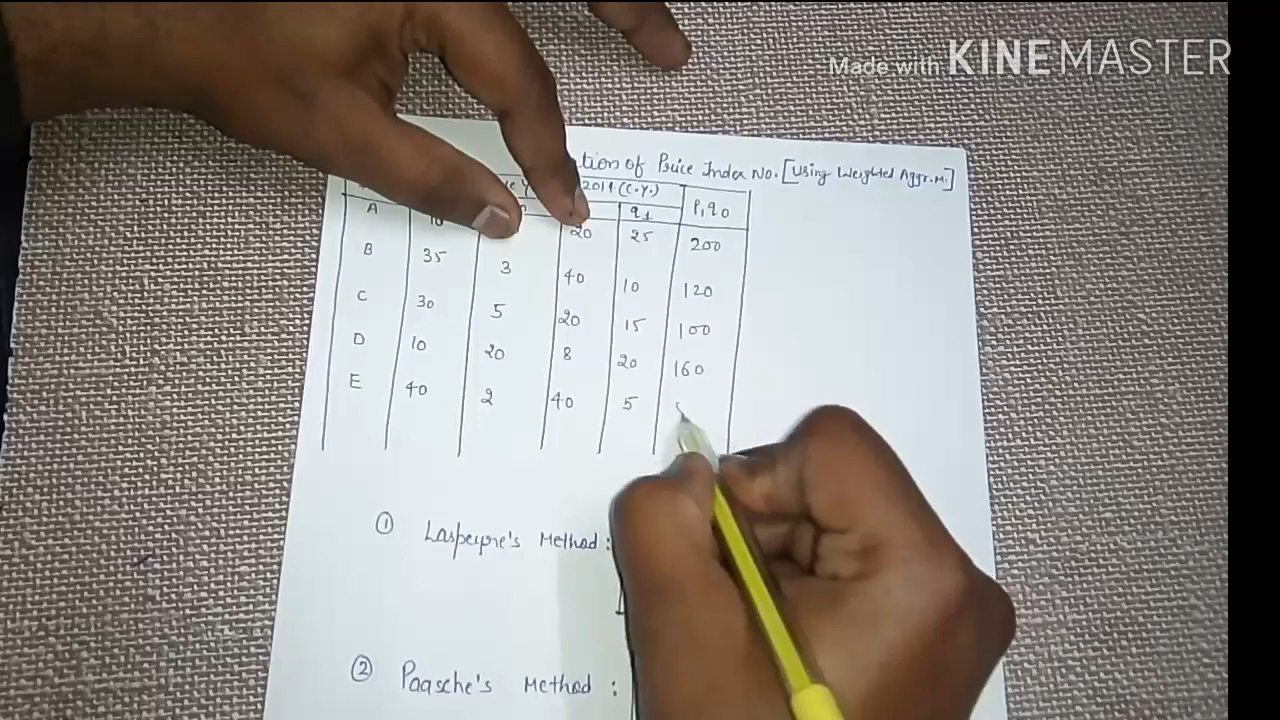 Made with KINEMASTER
tion of Price Index No. [Using Weighted Aggr. M.]
2014 (C.Y.)
q1 P1q0
A 10 20 25 200
B 35 3 40 10 120
C 30 5 20 15 100
D 10 20 8 20 160
E 40 2 40 5
① Laspeyre's Method :
② Paasche's Method :